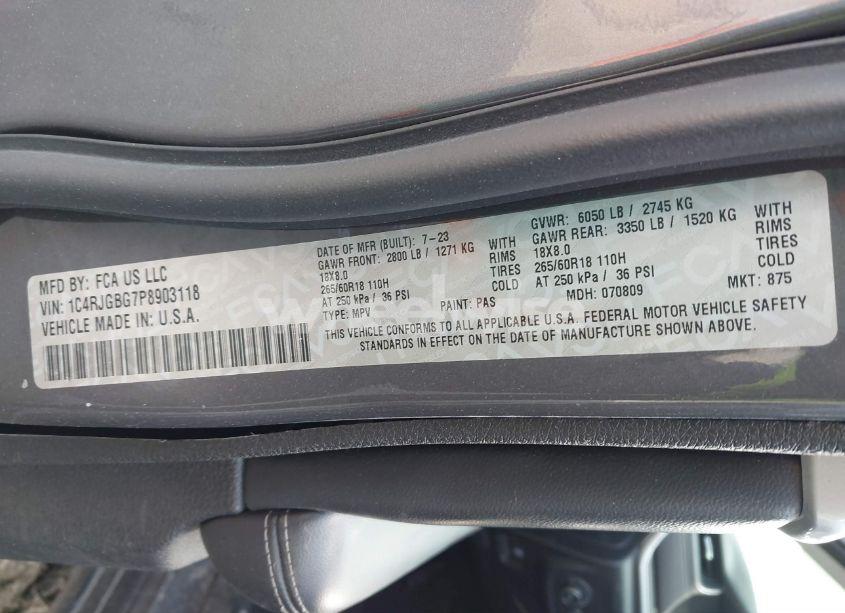 MFD BY: FCA US LLC
VIN: 1C4RJGBG7P8903118
VEHICLE MADE IN: U.S.A.
DATE OF MFR (BUILT): 7-23
GAWR FRONT: 2800 LB / 1271 KG WITH
18X8.0 RIMS
265/60R18 110H TIRES
AT 250 kPa / 36 PSI COLD
TYPE: MPV
PAINT: PAS
GVWR: 6050 LB / 2745 KG
GAWR REAR: 3350 LB / 1520 KG WITH
18X8.0 RIMS
265/60R18 110H TIRES
AT 250 kPa / 36 PSI COLD
MDH: 070809
MKT: 875
THIS VEHICLE CONFORMS TO ALL APPLICABLE U.S.A. FEDERAL MOTOR VEHICLE SAFETY
STANDARDS IN EFFECT ON THE DATE OF MANUFACTURE SHOWN ABOVE.